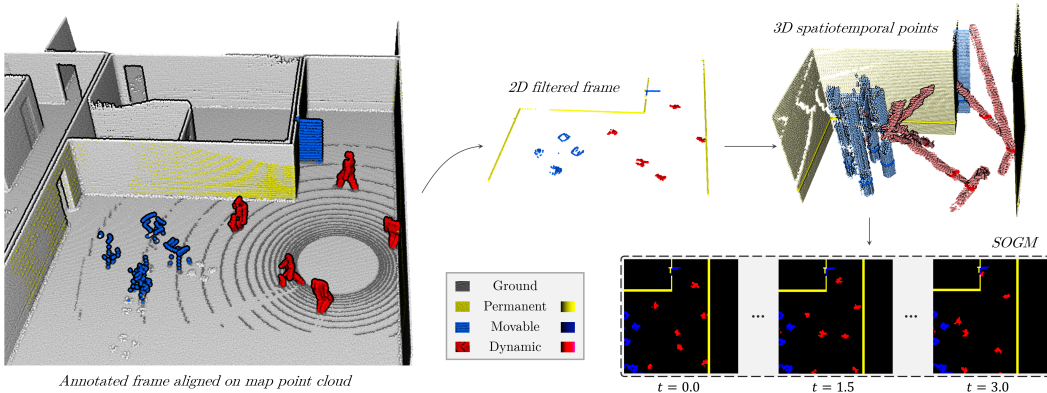 3D spatiotemporal points
2D filtered frame
SOGM
Ground
Permanent
Movable
Dynamic
...
...
Annotated frame aligned on map point cloud
t = 0.0
t = 1.5
t = 3.0